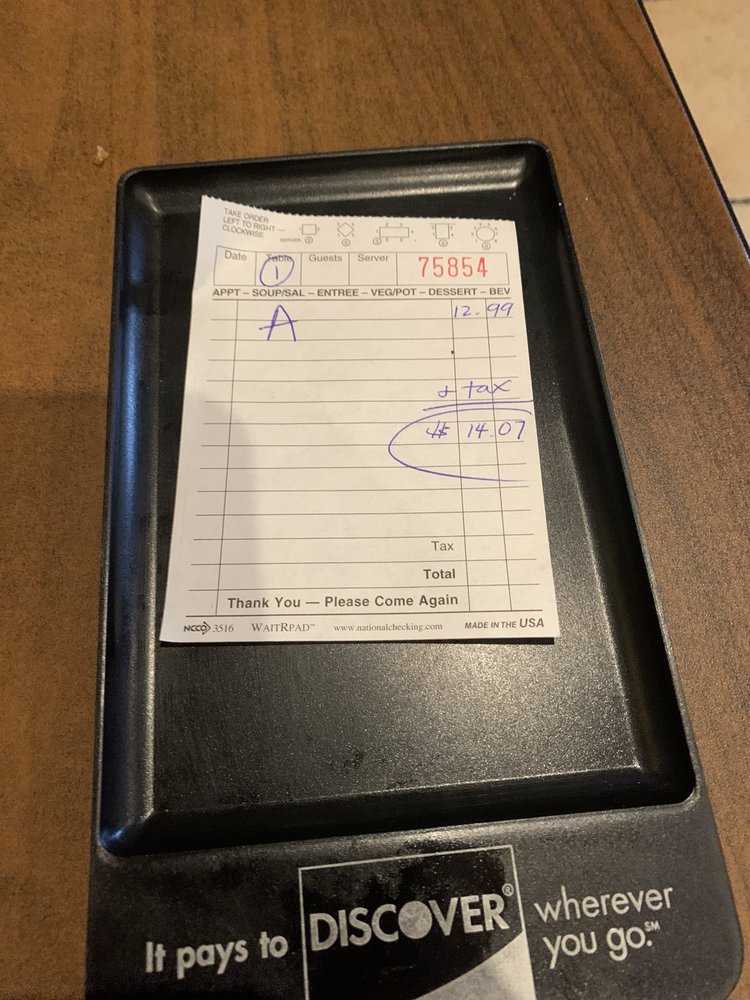 TAKE ORDER
LEFT TO RIGHT —
CLOCKWISE
SERVER
Date Table Guests Server 75854
1
APPT – SOUP/SAL – ENTREE – VEG/POT – DESSERT – BEV
A 12.99
+ tax
$ 14.07
Tax
Total
Thank You — Please Come Again
NCCO 3516 WAITRPAD™ www.nationalchecking.com MADE IN THE USA
It pays to DISCOVER® wherever
you go.SM